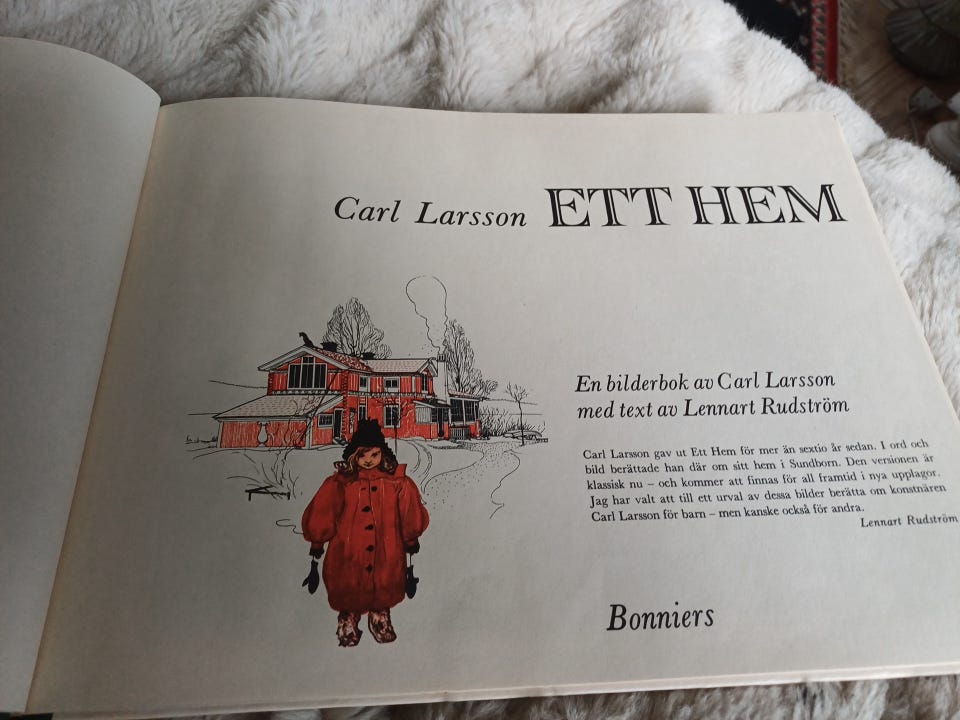 Carl Larsson ETT HEM
En bilderbok av Carl Larsson
med text av Lennart Rudström
Carl Larsson gav ut Ett Hem för mer än sextio år sedan. I ord och
bild berättade han där om sitt hem i Sundborn. Den versionen är
klassisk nu – och kommer att finnas för all framtid i nya upplagor.
Jag har valt att till ett urval av dessa bilder berätta om konstnären
Carl Larsson för barn – men kanske också för andra.
Lennart Rudström
Bonniers